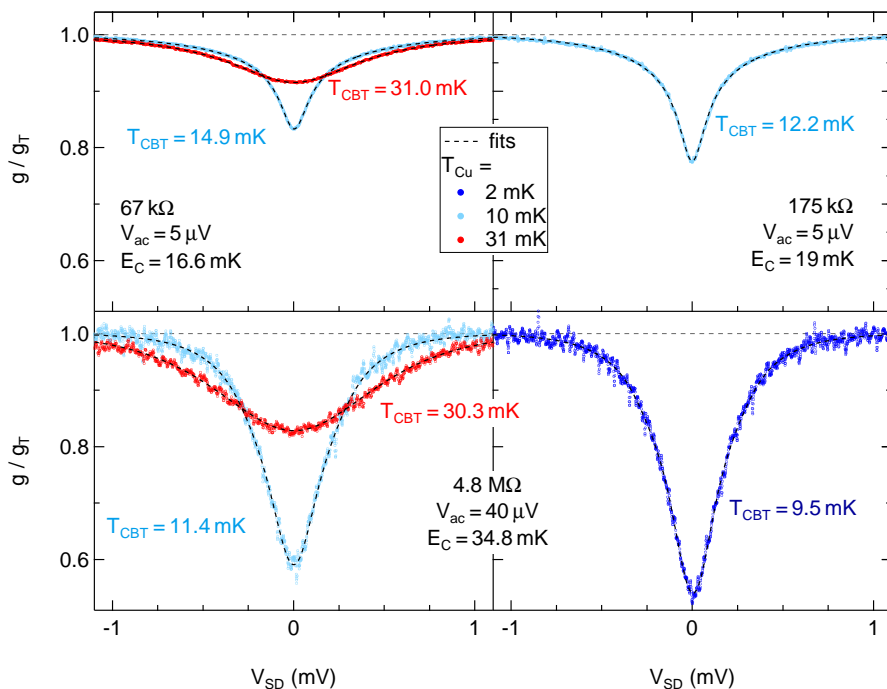 1.0
0.8
0.6
g / g_T
T_CBT = 31.0 mK
T_CBT = 14.9 mK
67 kΩ
V_ac = 5 µV
E_C = 16.6 mK
fits
T_Cu =
2 mK
10 mK
31 mK
T_CBT = 12.2 mK
175 kΩ
V_ac = 5 µV
E_C = 19 mK
1.0
0.8
0.6
g / g_T
T_CBT = 30.3 mK
T_CBT = 11.4 mK
4.8 MΩ
V_ac = 40 µV
E_C = 34.8 mK
T_CBT = 9.5 mK
-1 0 1
V_SD (mV)
-1 0 1
V_SD (mV)